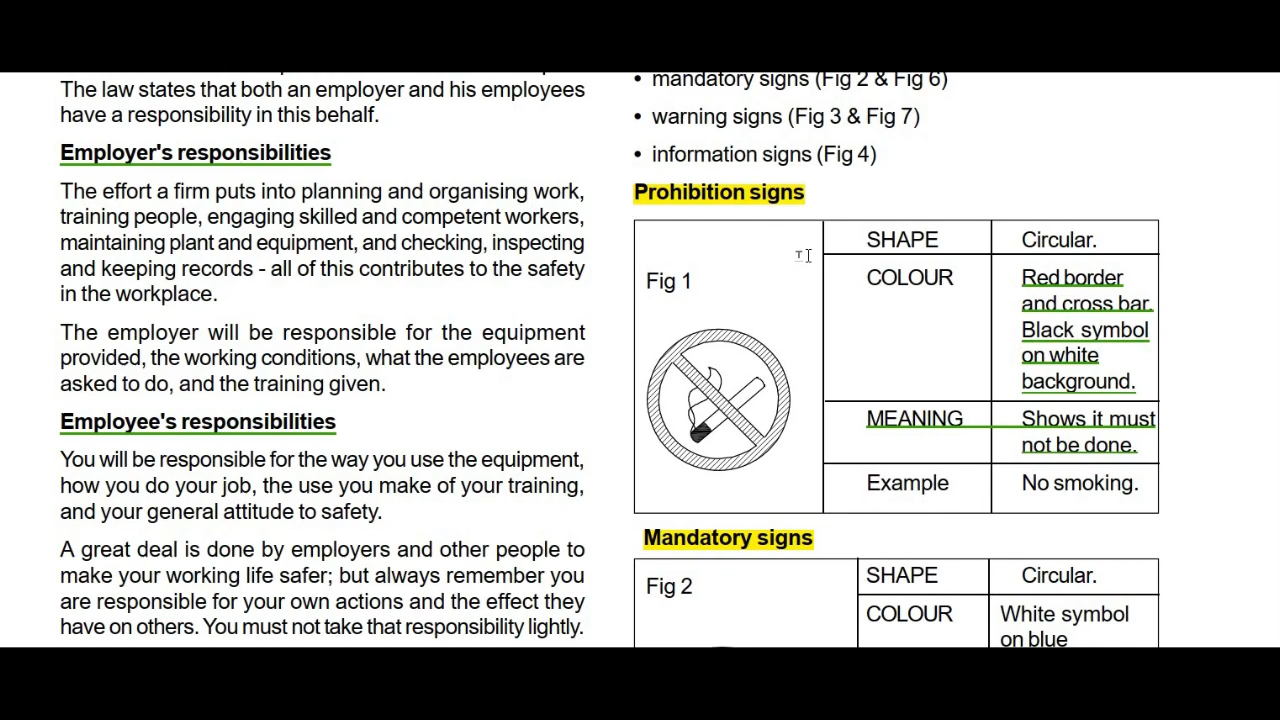 The law states that both an employer and his employees
have a responsibility in this behalf.
Employer's responsibilities
The effort a firm puts into planning and organising work,
training people, engaging skilled and competent workers,
maintaining plant and equipment, and checking, inspecting
and keeping records - all of this contributes to the safety
in the workplace.
The employer will be responsible for the equipment
provided, the working conditions, what the employees are
asked to do, and the training given.
Employee's responsibilities
You will be responsible for the way you use the equipment,
how you do your job, the use you make of your training,
and your general attitude to safety.
A great deal is done by employers and other people to
make your working life safer; but always remember you
are responsible for your own actions and the effect they
have on others. You must not take that responsibility lightly.
• mandatory signs (Fig 2 & Fig 6)
• warning signs (Fig 3 & Fig 7)
• information signs (Fig 4)
Prohibition signs
Fig 1
SHAPE Circular.
COLOUR Red border
and cross bar.
Black symbol
on white
background.
MEANING Shows it must
not be done.
Example No smoking.
Mandatory signs
Fig 2
SHAPE Circular.
COLOUR White symbol
on blue